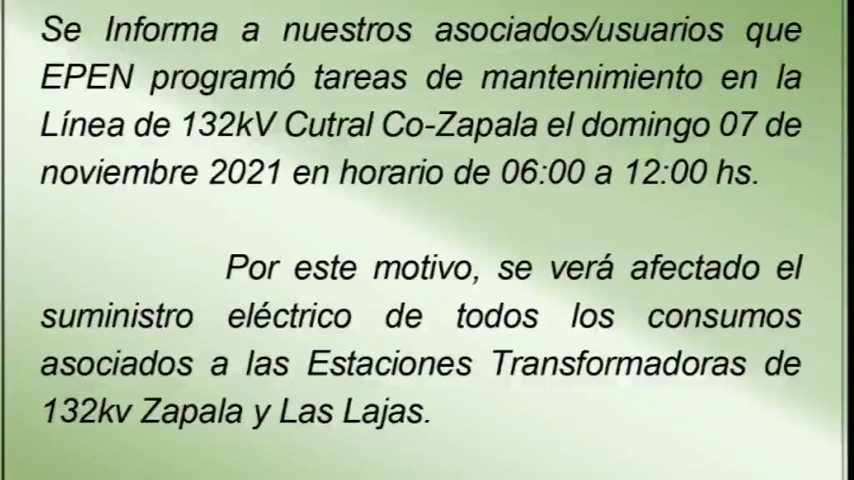 Se Informa a nuestros asociados/usuarios que
EPEN programó tareas de mantenimiento en la
Línea de 132kV Cutral Co-Zapala el domingo 07 de
noviembre 2021 en horario de 06:00 a 12:00 hs.
Por este motivo, se verá afectado el
suministro eléctrico de todos los consumos
asociados a las Estaciones Transformadoras de
132kv Zapala y Las Lajas.